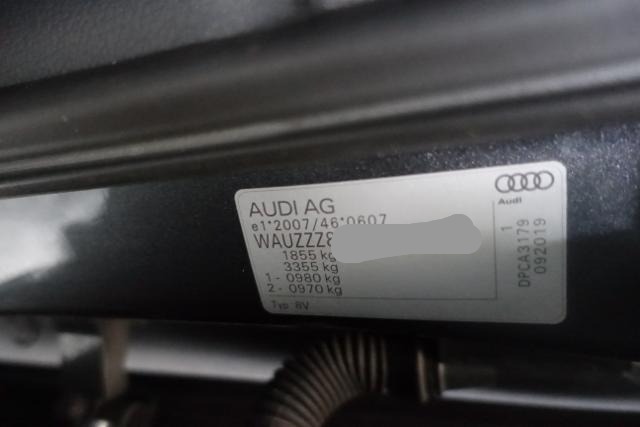 AUDI AG
e1*2007/46*0607
WAUZZZ8
1855 kg
3355 kg
1 - 0980 kg
2 - 0970 kg
Typ 8V
Audi
1
DPCA3179
092019